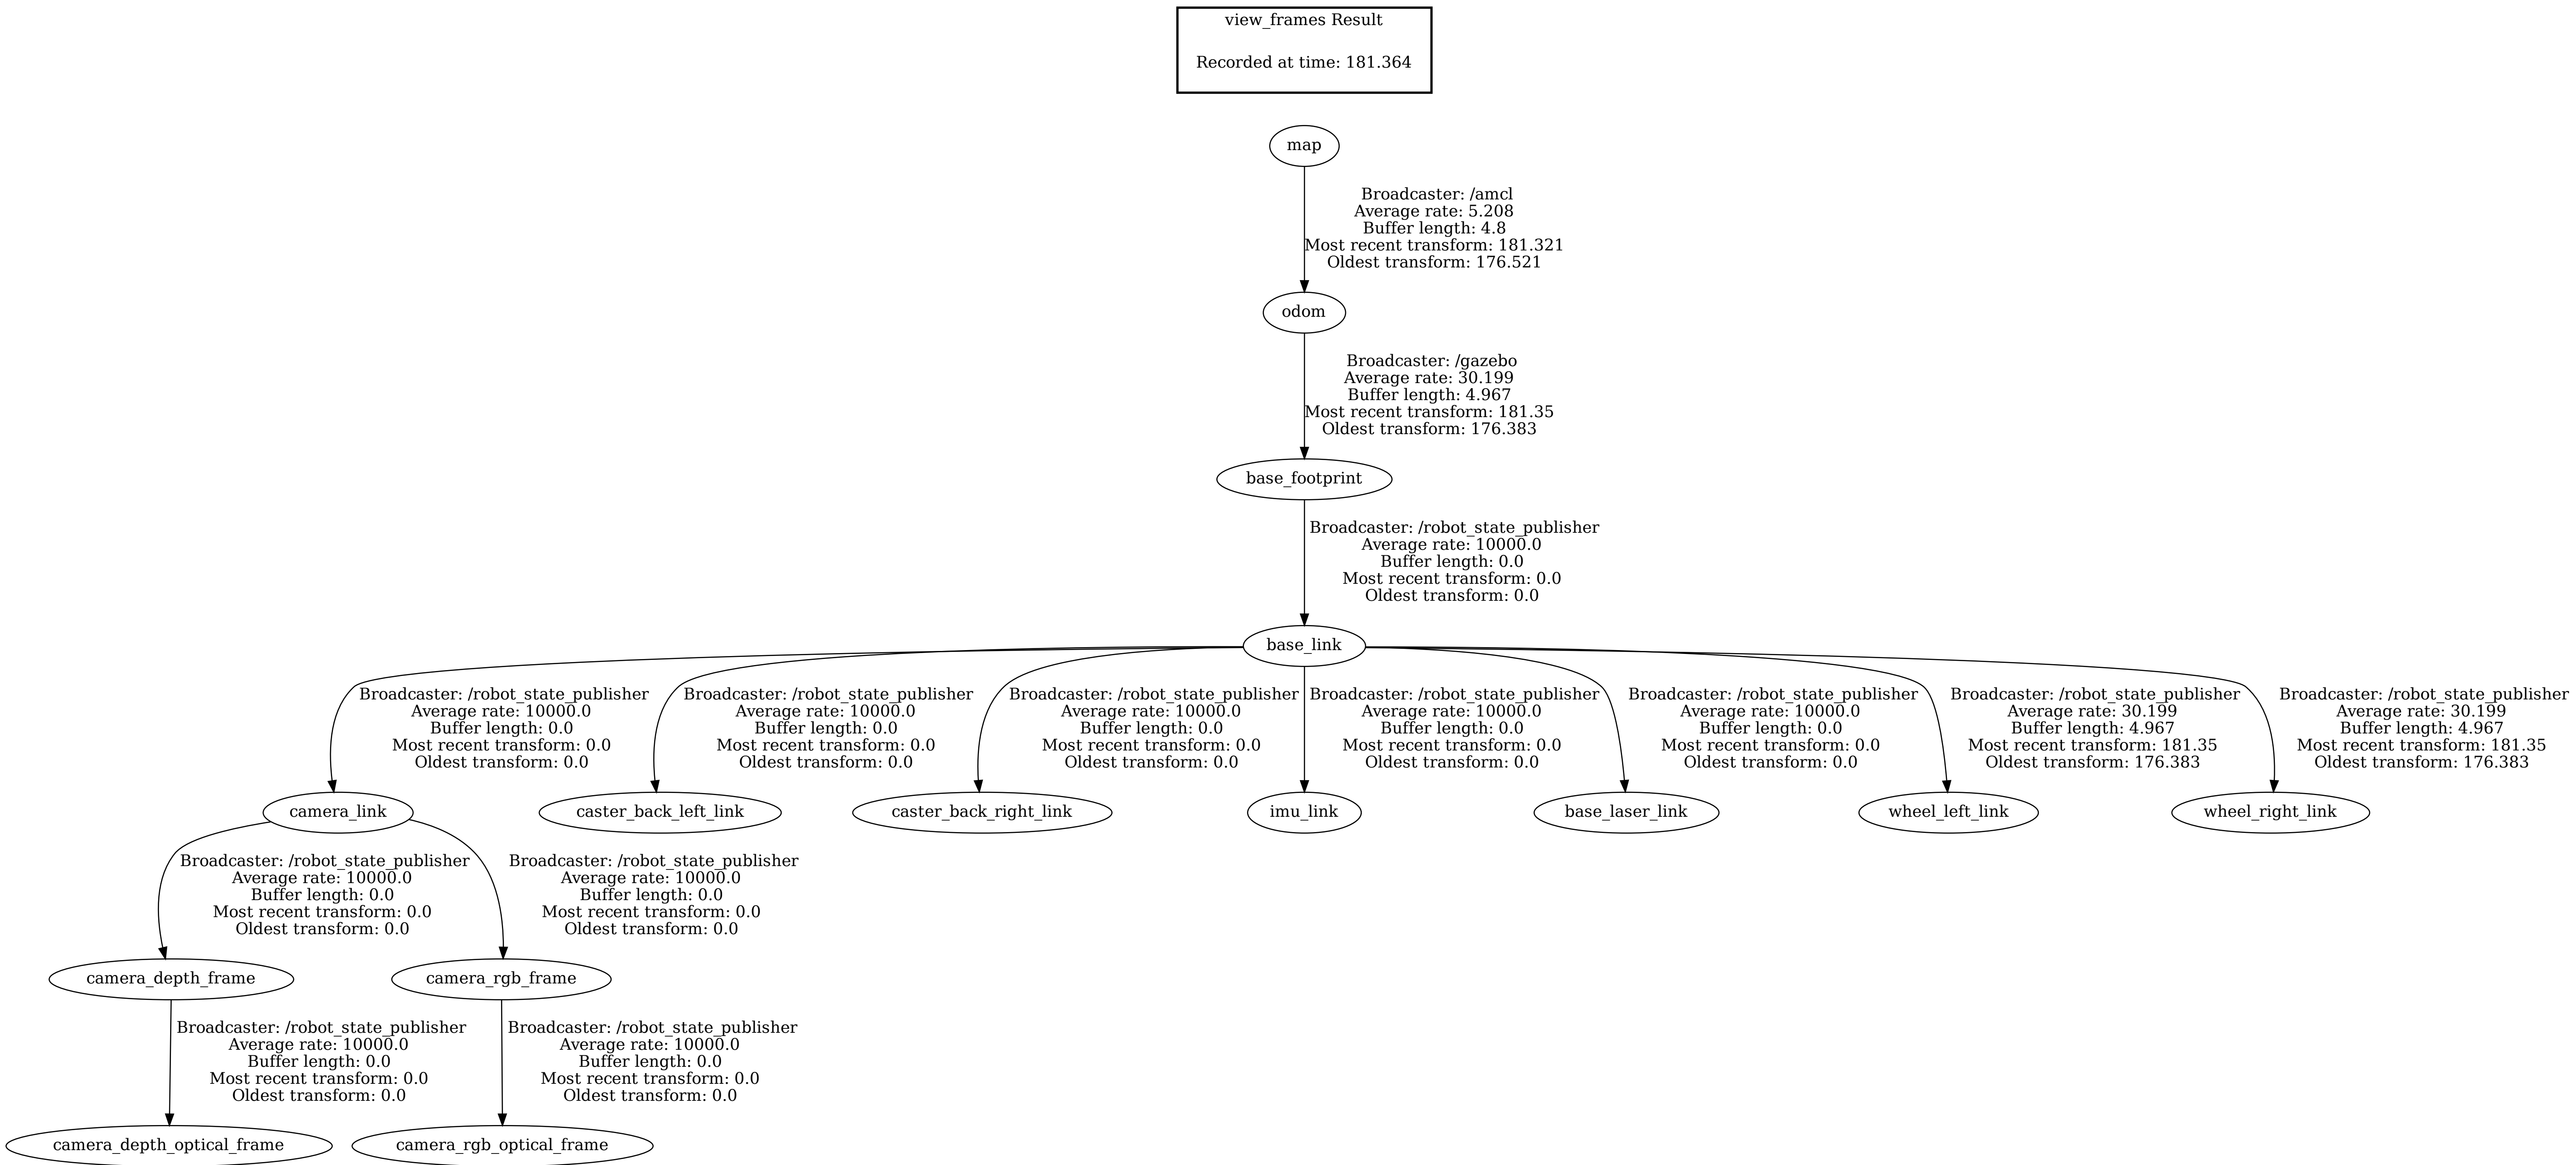 view_frames Result
Recorded at time: 181.364
map
Broadcaster: /amcl
Average rate: 5.208
Buffer length: 4.8
Most recent transform: 181.321
Oldest transform: 176.521
odom
Broadcaster: /gazebo
Average rate: 30.199
Buffer length: 4.967
Most recent transform: 181.35
Oldest transform: 176.383
base_footprint
Broadcaster: /robot_state_publisher
Average rate: 10000.0
Buffer length: 0.0
Most recent transform: 0.0
Oldest transform: 0.0
base_link
Broadcaster: /robot_state_publisher
Average rate: 10000.0
Buffer length: 0.0
Most recent transform: 0.0
Oldest transform: 0.0
Broadcaster: /robot_state_publisher
Average rate: 10000.0
Buffer length: 0.0
Most recent transform: 0.0
Oldest transform: 0.0
Broadcaster: /robot_state_publisher
Average rate: 10000.0
Buffer length: 0.0
Most recent transform: 0.0
Oldest transform: 0.0
Broadcaster: /robot_state_publisher
Average rate: 10000.0
Buffer length: 0.0
Most recent transform: 0.0
Oldest transform: 0.0
Broadcaster: /robot_state_publisher
Average rate: 10000.0
Buffer length: 0.0
Most recent transform: 0.0
Oldest transform: 0.0
Broadcaster: /robot_state_publisher
Average rate: 30.199
Buffer length: 4.967
Most recent transform: 181.35
Oldest transform: 176.383
Broadcaster: /robot_state_publisher
Average rate: 30.199
Buffer length: 4.967
Most recent transform: 181.35
Oldest transform: 176.383
camera_link
caster_back_left_link
caster_back_right_link
imu_link
base_laser_link
wheel_left_link
wheel_right_link
Broadcaster: /robot_state_publisher
Average rate: 10000.0
Buffer length: 0.0
Most recent transform: 0.0
Oldest transform: 0.0
Broadcaster: /robot_state_publisher
Average rate: 10000.0
Buffer length: 0.0
Most recent transform: 0.0
Oldest transform: 0.0
camera_depth_frame
camera_rgb_frame
Broadcaster: /robot_state_publisher
Average rate: 10000.0
Buffer length: 0.0
Most recent transform: 0.0
Oldest transform: 0.0
Broadcaster: /robot_state_publisher
Average rate: 10000.0
Buffer length: 0.0
Most recent transform: 0.0
Oldest transform: 0.0
camera_depth_optical_frame
camera_rgb_optical_frame